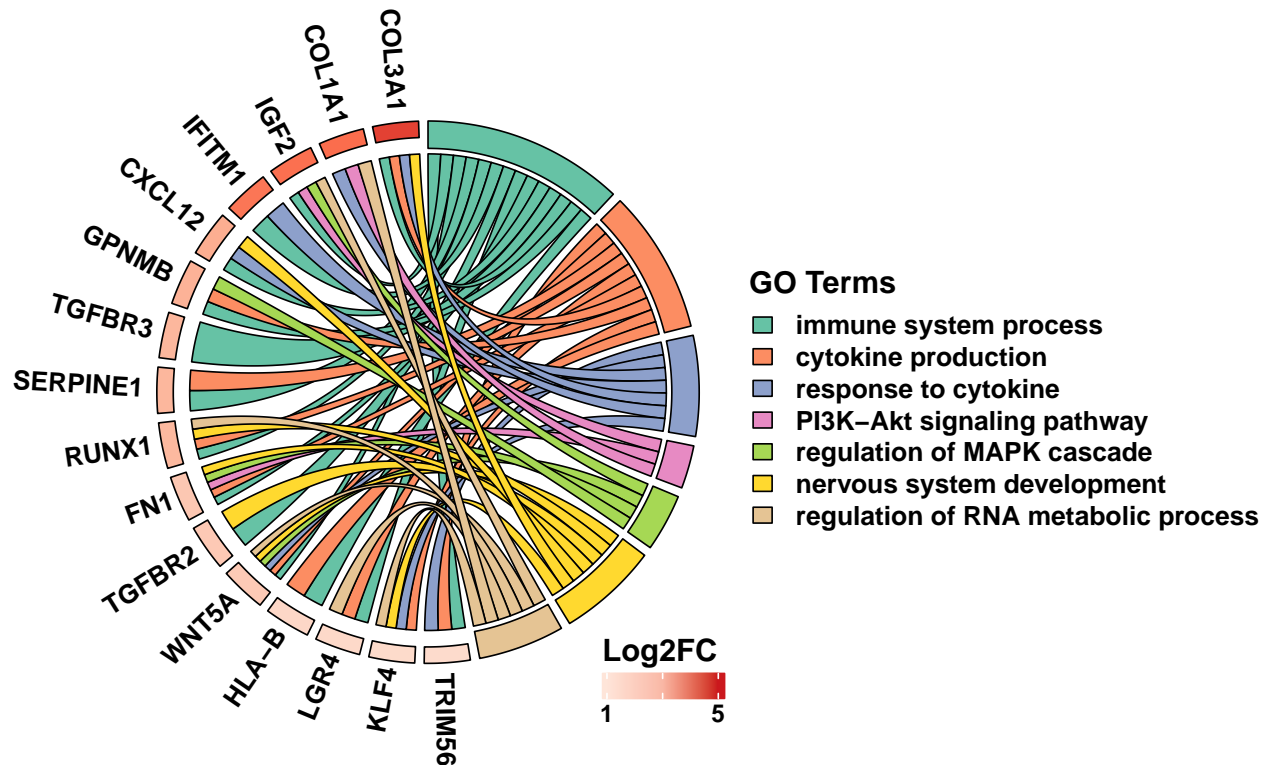 COL3A1
COL1A1
IGF2
IFITM1
CXCL12
GPNMB
TGFBR3
SERPINE1
RUNX1
FN1
TGFBR2
WNT5A
HLA−B
LGR4
KLF4
TRIM56
GO Terms
immune system process
cytokine production
response to cytokine
PI3K−Akt signaling pathway
regulation of MAPK cascade
nervous system development
regulation of RNA metabolic process
Log2FC
1 5